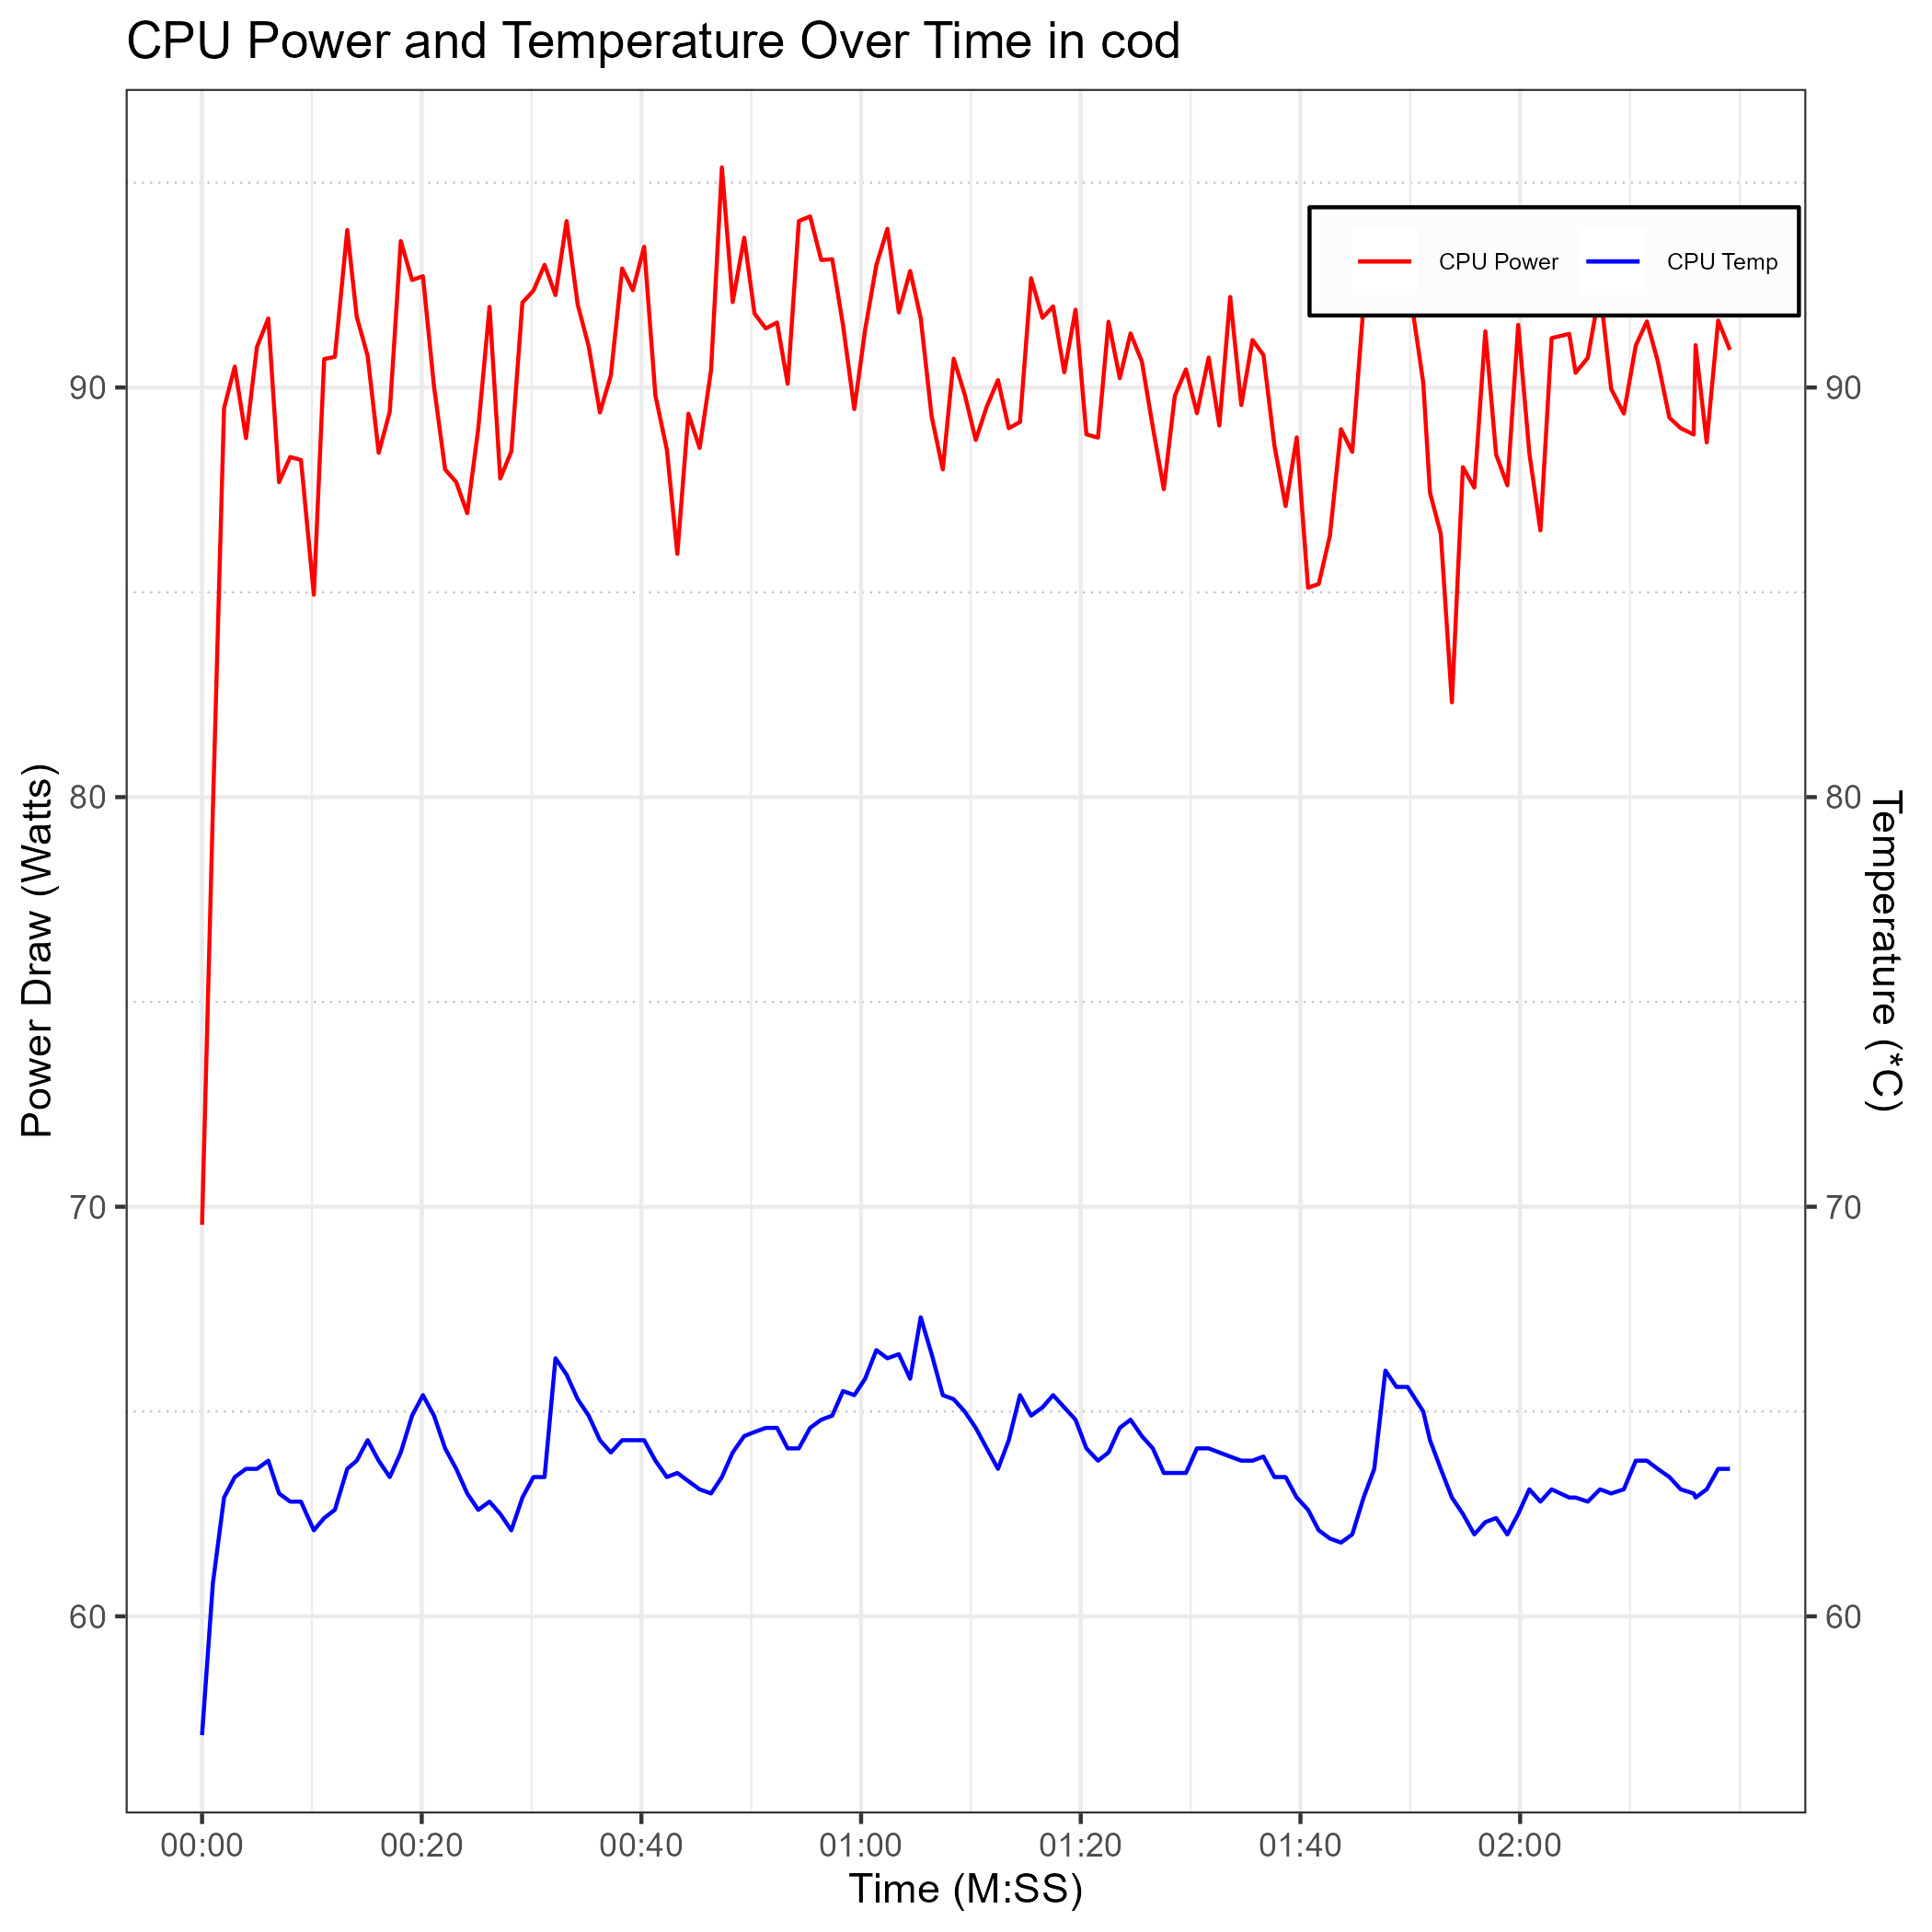 CPU Power and Temperature Over Time in cod
CPU Power
CPU Temp
90
80
70
60
Power Draw (Watts)
90
80
70
60
Temperature (*C)
00:00
00:20
00:40
01:00
01:20
01:40
02:00
Time (M:SS)